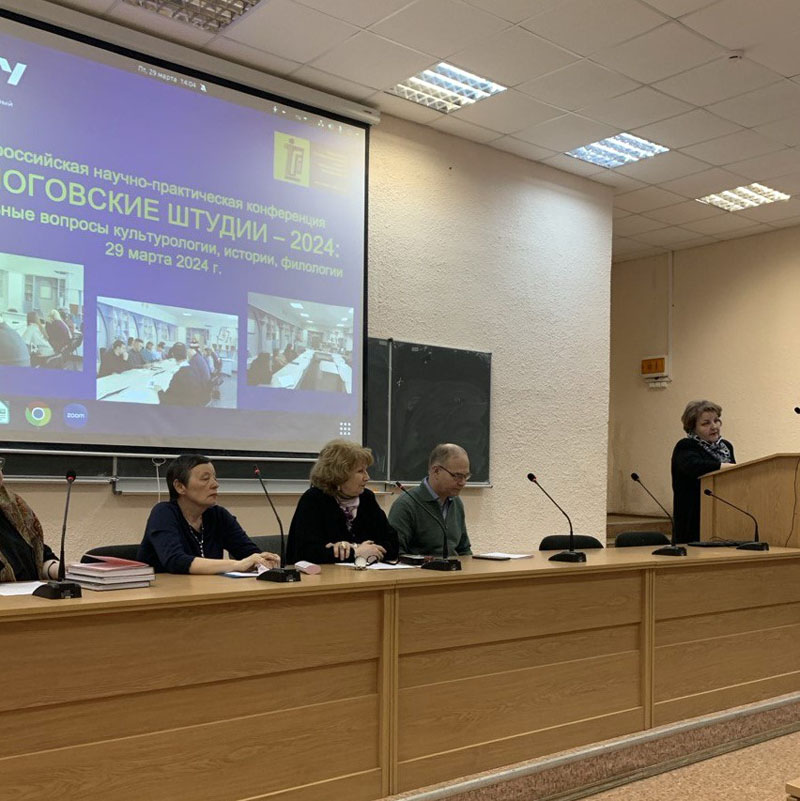 Пт, 29 марта 14:04
российская научно-практическая конференция
ЛОГОВСКИЕ ШТУДИИ – 2024:
ные вопросы культурологии, истории, филологии
29 марта 2024 г.
zoom